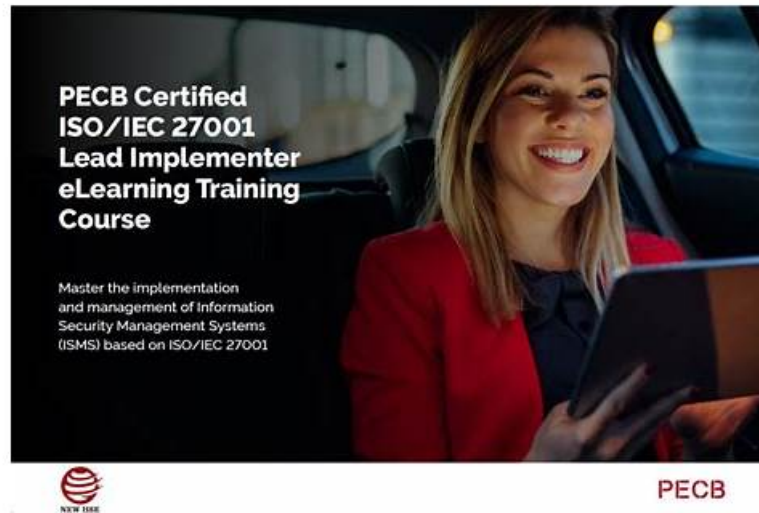 PECB Certified
ISO/IEC 27001
Lead Implementer
eLearning Training
Course
Master the implementation
and management of Information
Security Management Systems
(ISMS) based on ISO/IEC 27001
NEW ISSE
PECB